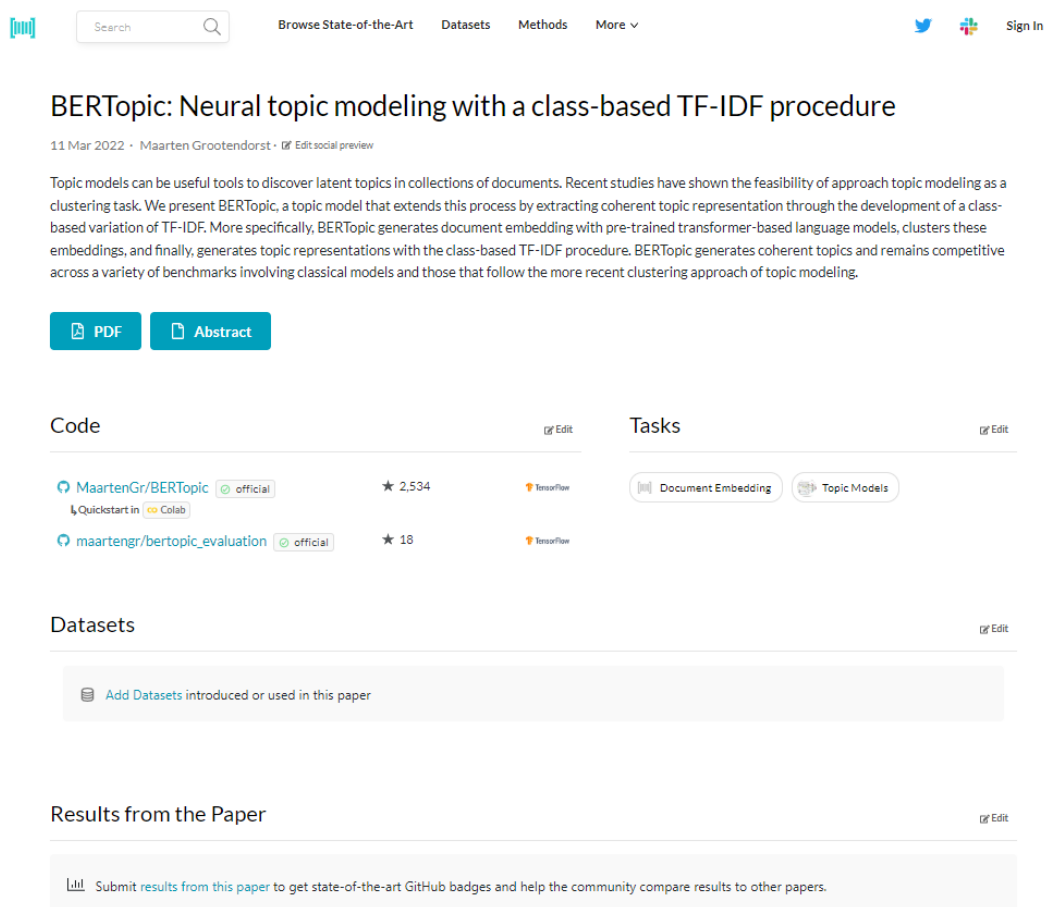 Search
Browse State-of-the-Art Datasets Methods More
Sign In
BERTopic: Neural topic modeling with a class-based TF-IDF procedure
11 Mar 2022 · Maarten Grootendorst · Edit social preview
Topic models can be useful tools to discover latent topics in collections of documents. Recent studies have shown the feasibility of approach topic modeling as a
clustering task. We present BERTopic, a topic model that extends this process by extracting coherent topic representation through the development of a class-
based variation of TF-IDF. More specifically, BERTopic generates document embedding with pre-trained transformer-based language models, clusters these
embeddings, and finally, generates topic representations with the class-based TF-IDF procedure. BERTopic generates coherent topics and remains competitive
across a variety of benchmarks involving classical models and those that follow the more recent clustering approach of topic modeling.
PDF Abstract
Code Edit
MaartenGr/BERTopic official ★ 2,534 TensorFlow
Quickstart in Colab
maartengr/bertopic_evaluation official ★ 18 TensorFlow
Tasks Edit
Document Embedding Topic Models
Datasets Edit
Add Datasets introduced or used in this paper
Results from the Paper Edit
Submit results from this paper to get state-of-the-art GitHub badges and help the community compare results to other papers.